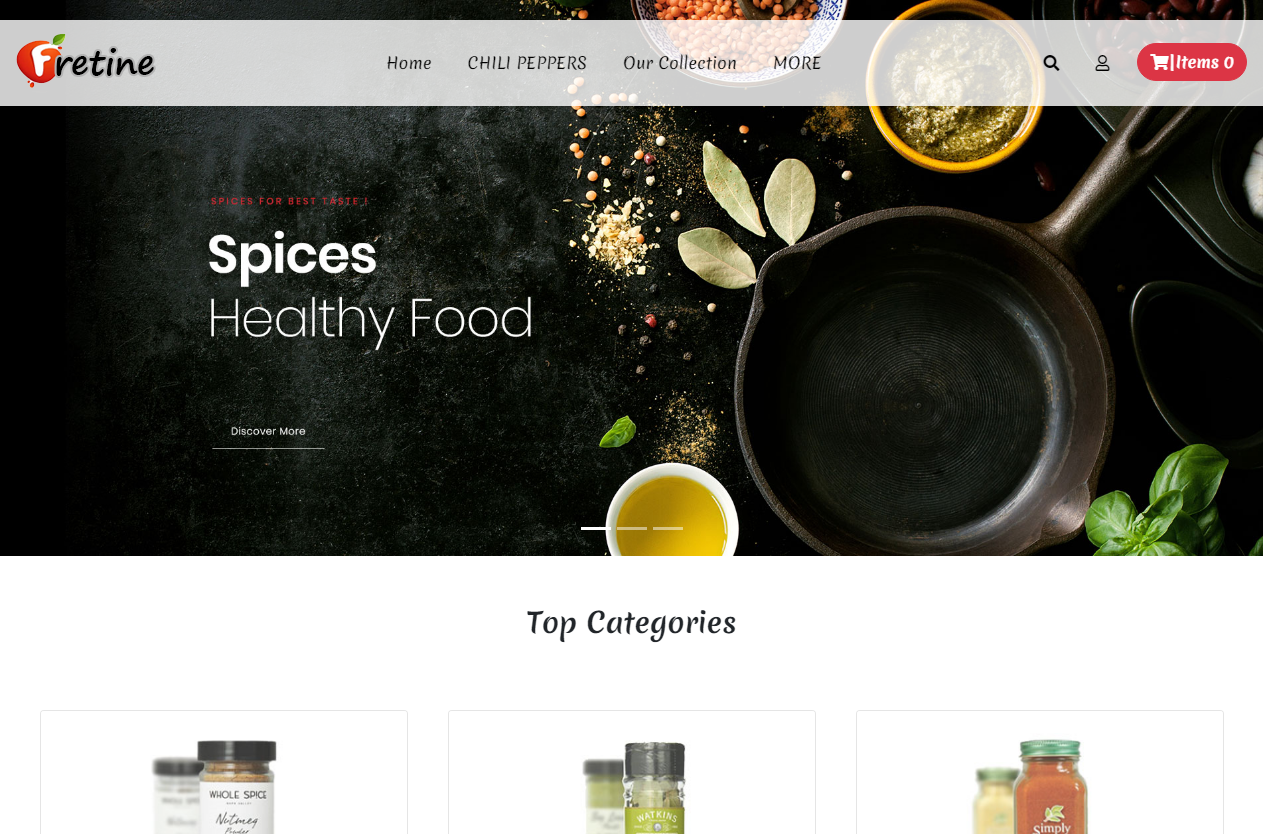 Fretine
Home
CHILI PEPPERS
Our Collection
MORE
|Items 0
SPICES FOR BEST TASTE !
Spices
Healthy Food
Discover More
Top Categories
WHOLE SPICE
Nutmeg
Powder
WATKINS
Simply